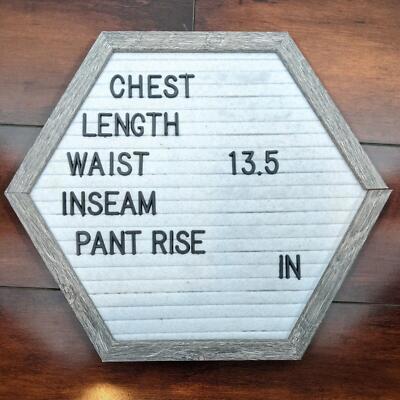 CHEST
LENGTH
WAIST 13.5
INSEAM
PANT RISE
IN